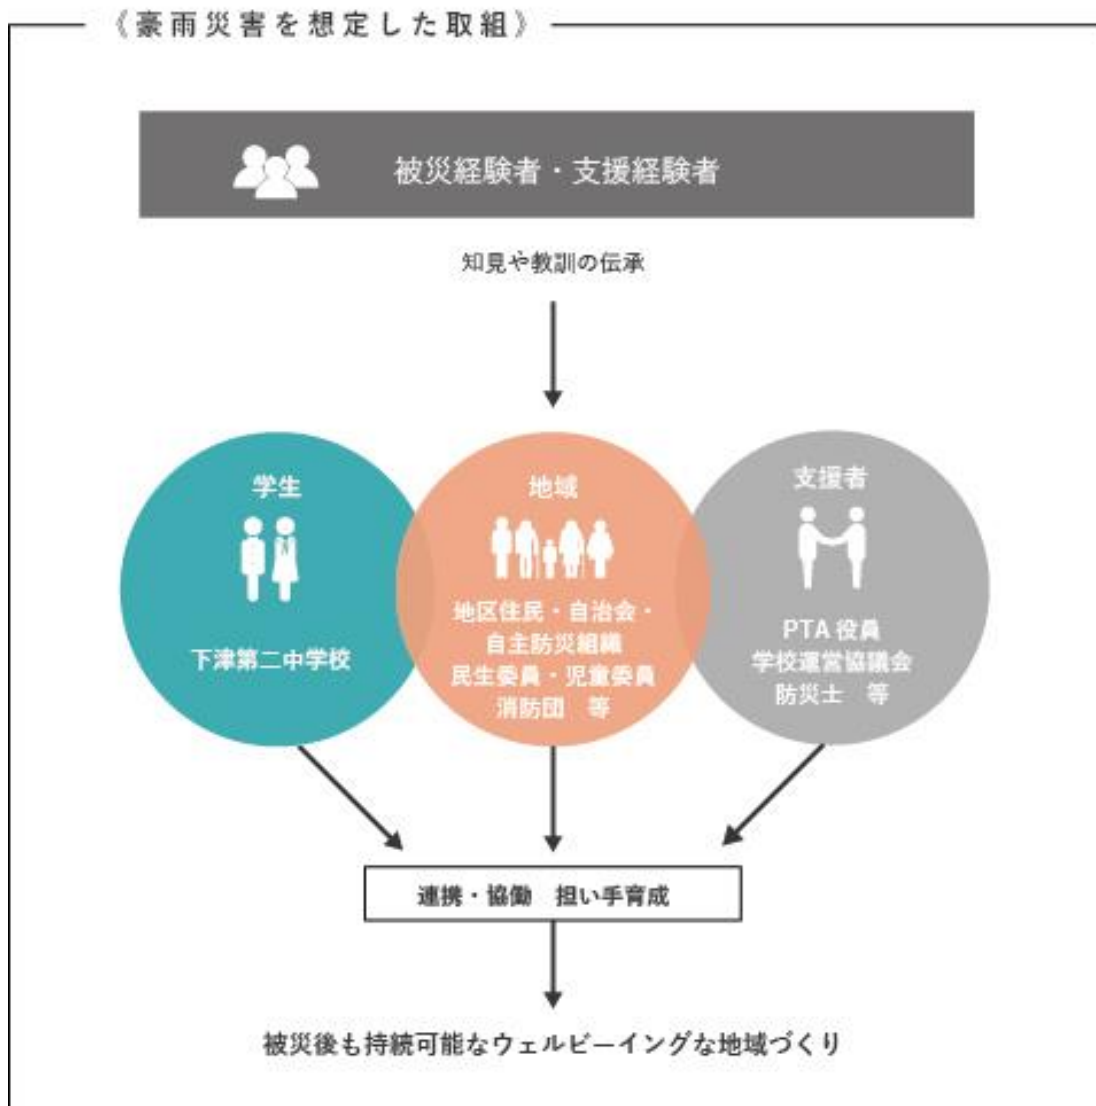 《豪雨災害を想定した取組》
被災経験者・支援経験者
知見や教訓の伝承
学生
下津第二中学校
地域
地区住民・自治会・
自主防災組織
民生委員・児童委員
消防団　等
支援者
PTA 役員
学校運営協議会
防災士　等
連携・協働　担い手育成
被災後も持続可能なウェルビーイングな地域づくり